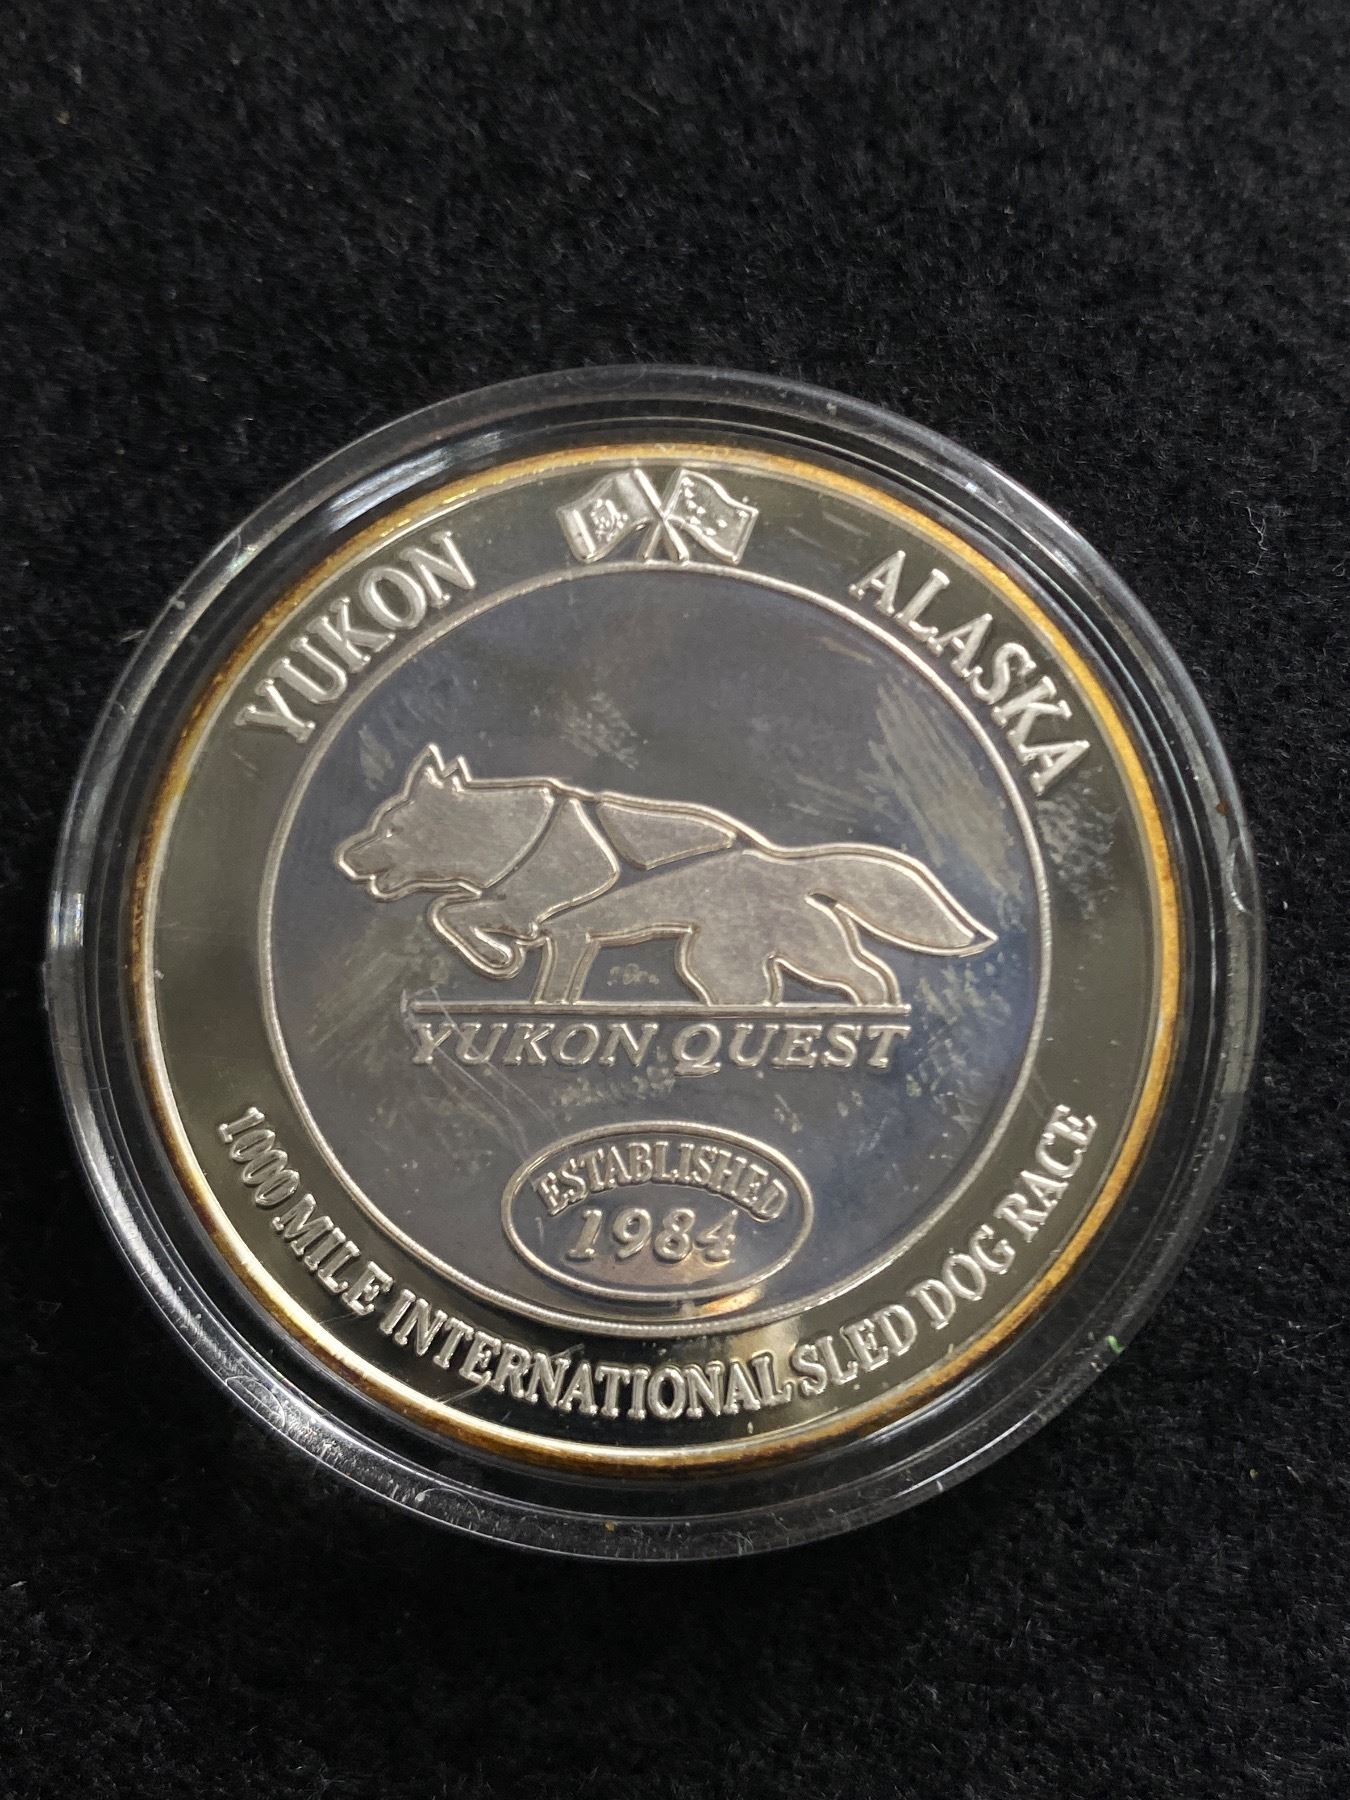 YUKON
ALASKA
YUKON QUEST
ESTABLISHED
1984
1000 MILE INTERNATIONAL SLED DOG RACE